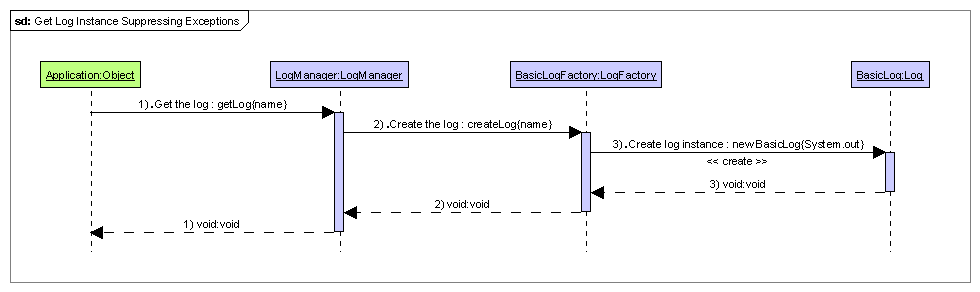 sd: Get Log Instance Suppressing Exceptions
Application:Object
LogManager:LogManager
BasicLogFactory:LogFactory
BasicLog:Log
1).Get the log : getLog{name}
2).Create the log : createLog{name}
3).Create log instance : newBasicLog{System.out}
<< create >>
3) void:void
2) void:void
1) void:void